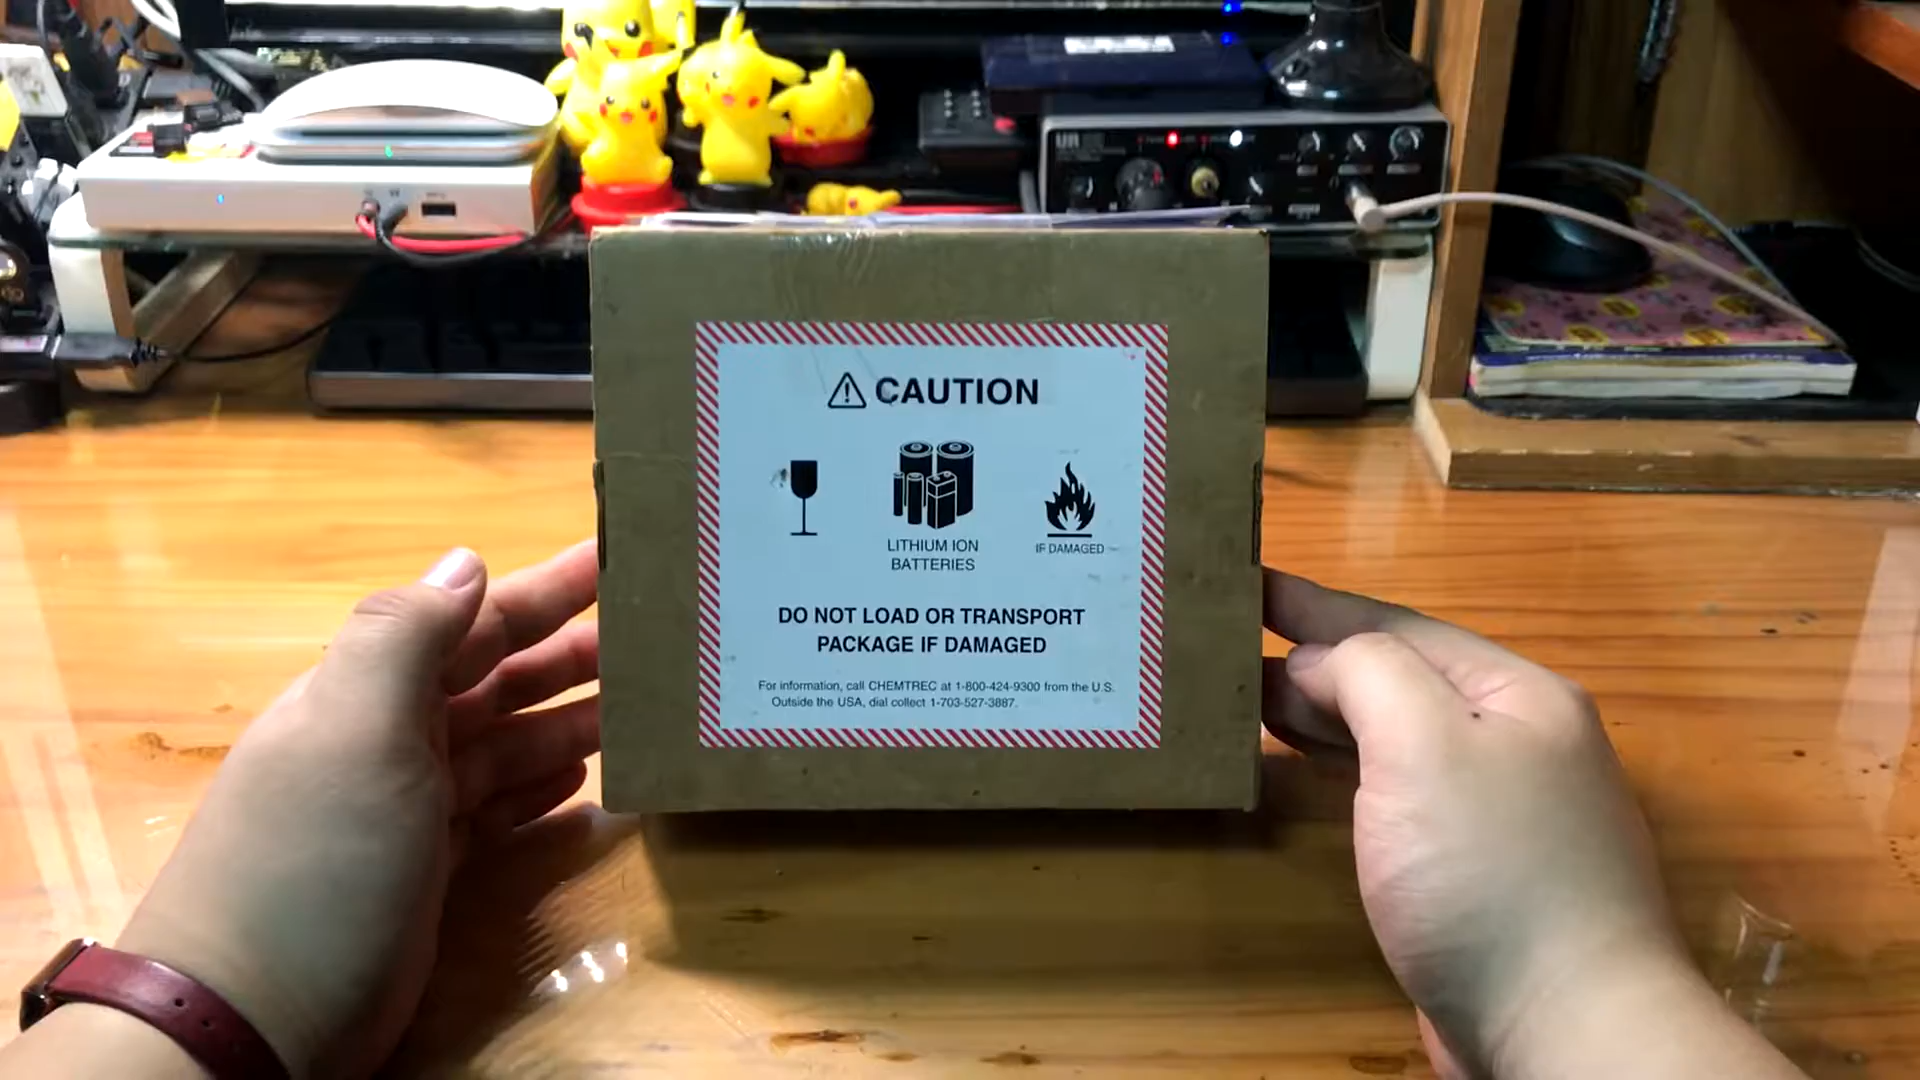 UR
CAUTION
LITHIUM ION
BATTERIES
IF DAMAGED
DO NOT LOAD OR TRANSPORT
PACKAGE IF DAMAGED
For information, call CHEMTREC at 1-800-424-9300 from the U.S.
Outside the USA, dial collect 1-703-527-3887.